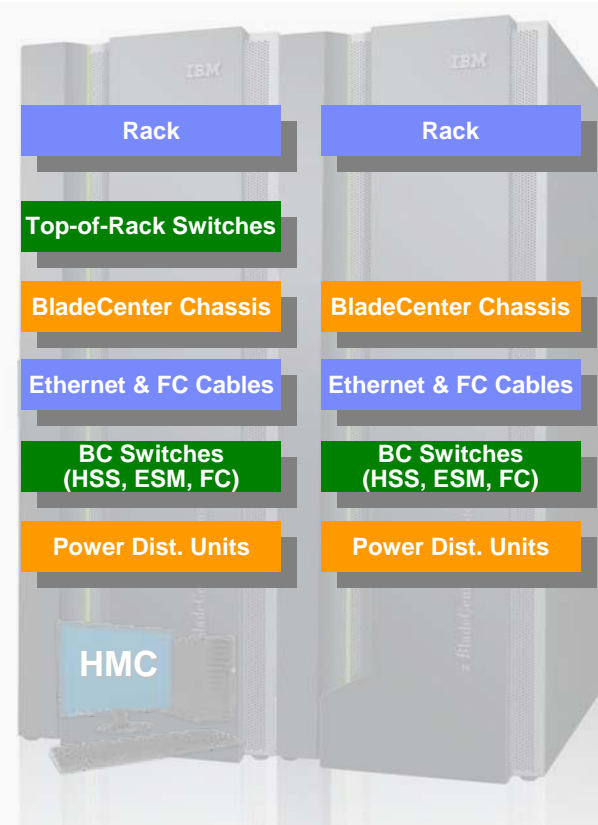 IBM
IBM
Rack
Rack
Top-of-Rack Switches
BladeCenter Chassis
BladeCenter Chassis
Ethernet & FC Cables
Ethernet & FC Cables
BC Switches
(HSS, ESM, FC)
BC Switches
(HSS, ESM, FC)
Power Dist. Units
Power Dist. Units
HMC